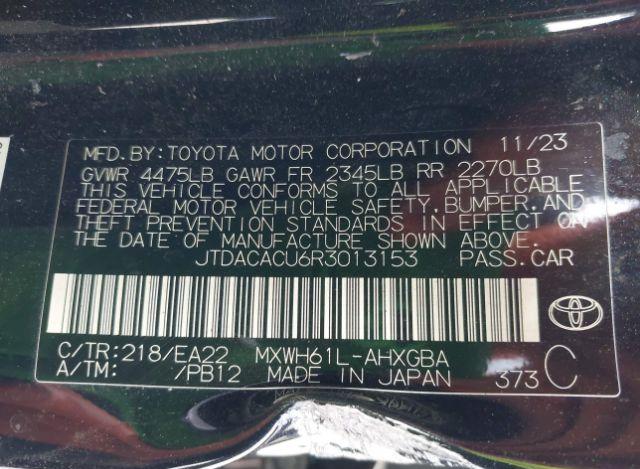 MFD.BY:TOYOTA MOTOR CORPORATION 11/23
GVWR 4475LB GAWR FR 2345LB RR 2270LB
THIS VEHICLE CONFORMS TO ALL APPLICABLE
FEDERAL MOTOR VEHICLE SAFETY,BUMPER,AND
THEFT PREVENTION STANDARDS IN EFFECT ON
THE DATE OF MANUFACTURE SHOWN ABOVE.
JTDACACU6R3013153 PASS.CAR
C/TR:218/EA22 MXWH61L-AHXGBA
A/TM: /PB12 MADE IN JAPAN 373 C